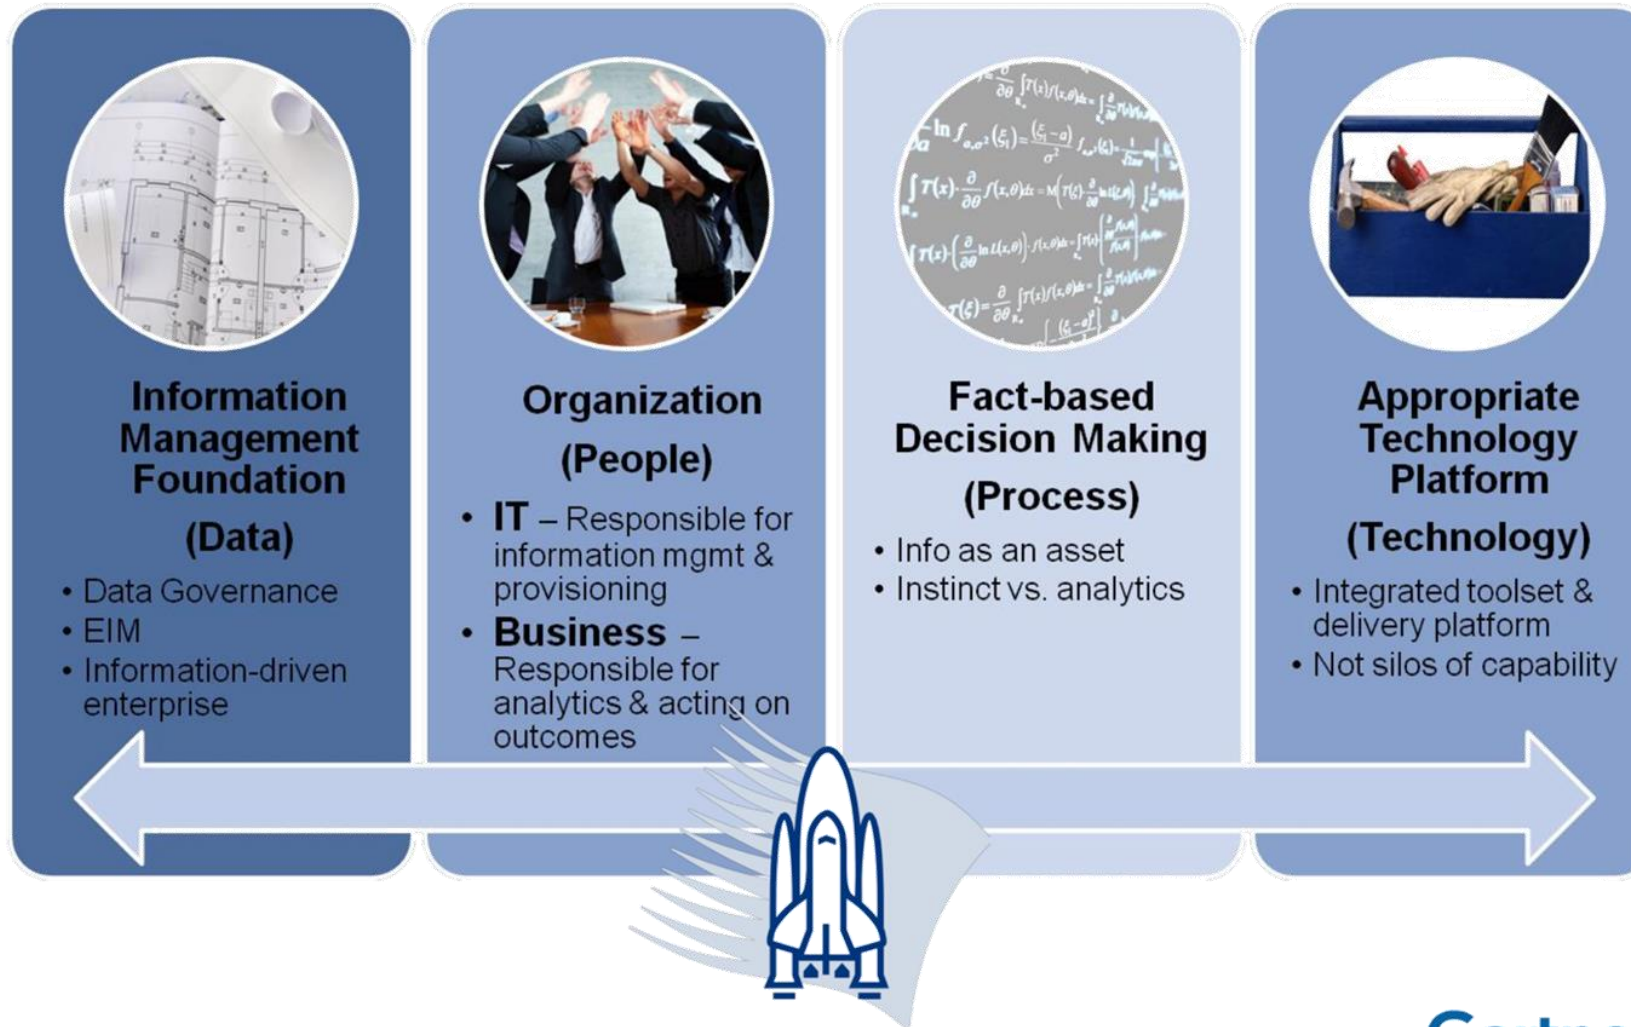 Information
Management
Foundation
(Data)
• Data Governance
• EIM
• Information-driven
enterprise
Organization
(People)
• IT – Responsible for
information mgmt &
provisioning
• Business –
Responsible for
analytics & acting on
outcomes
Fact-based
Decision Making
(Process)
• Info as an asset
• Instinct vs. analytics
Appropriate
Technology
Platform
(Technology)
• Integrated toolset &
delivery platform
• Not silos of capability